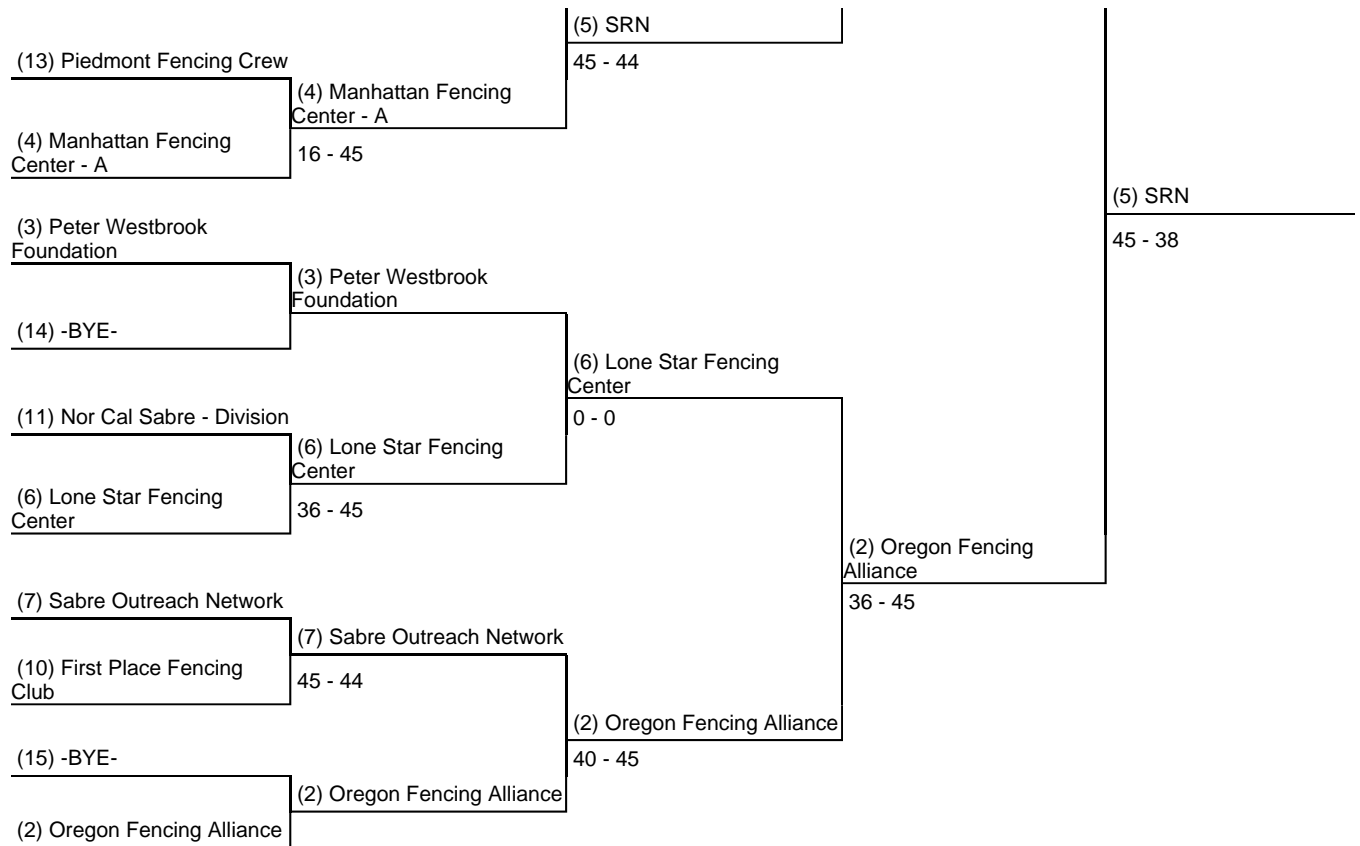 (5) SRN
45 - 44
(13) Piedmont Fencing Crew
(4) Manhattan Fencing
Center - A
16 - 45
(4) Manhattan Fencing
Center - A
(5) SRN
45 - 38
(3) Peter Westbrook
Foundation
(3) Peter Westbrook
Foundation
(14) -BYE-
(6) Lone Star Fencing
Center
0 - 0
(11) Nor Cal Sabre - Division
(6) Lone Star Fencing
Center
36 - 45
(6) Lone Star Fencing
Center
(2) Oregon Fencing
Alliance
36 - 45
(7) Sabre Outreach Network
(7) Sabre Outreach Network
45 - 44
(10) First Place Fencing
Club
(2) Oregon Fencing Alliance
40 - 45
(15) -BYE-
(2) Oregon Fencing Alliance
(2) Oregon Fencing Alliance